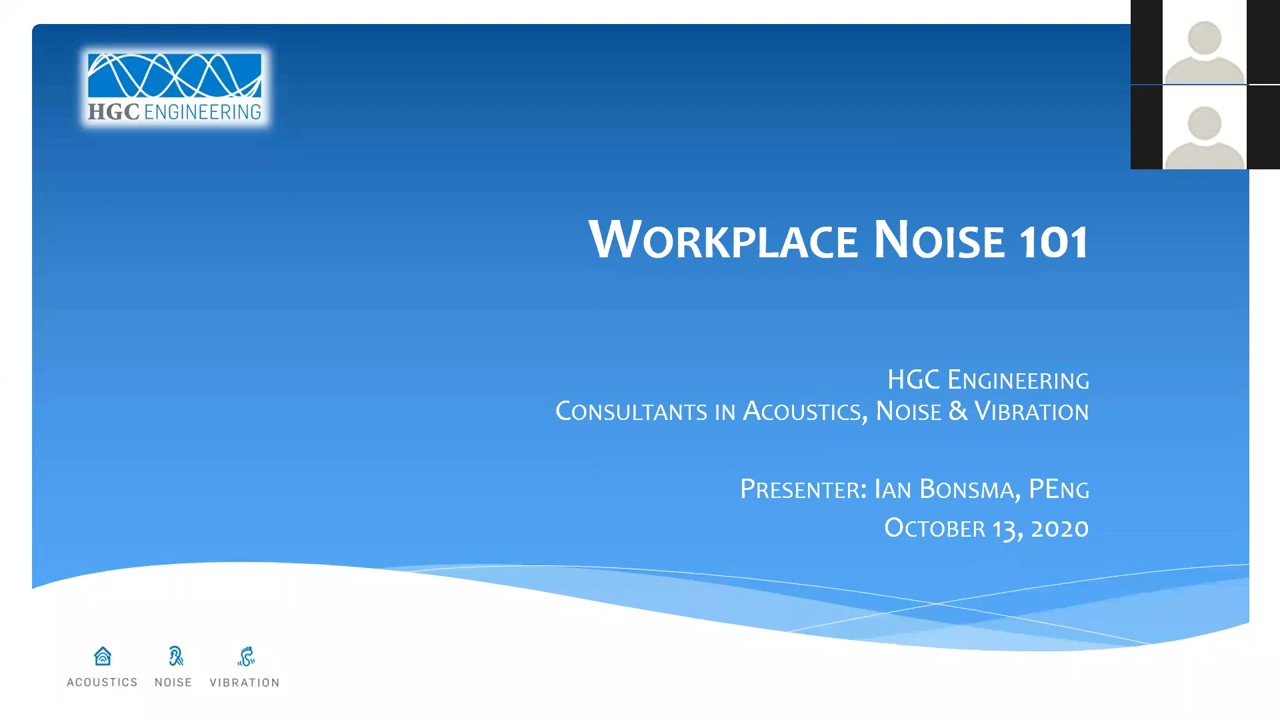 HGC ENGINEERING
WORKPLACE NOISE 101
HGC ENGINEERING
CONSULTANTS IN ACOUSTICS, NOISE & VIBRATION
PRESENTER: IAN BONSMA, PENG
OCTOBER 13, 2020
ACOUSTICS NOISE VIBRATION